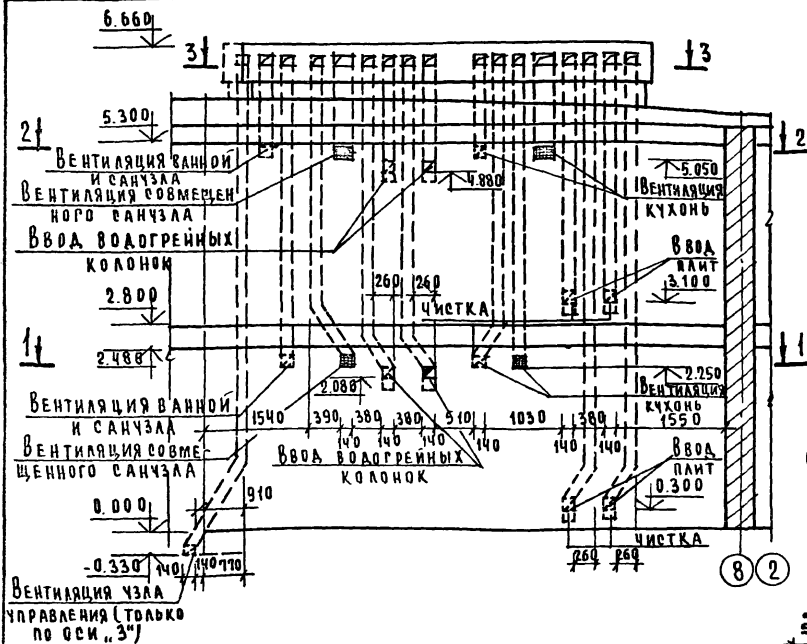 6.660
3 3
5.300
2 2
ВЕНТИЛЯЦИЯ ВАННОЙ
И САНУЗЛА
ВЕНТИЛЯЦИЯ СОВМЕЩЕН
НОГО САНУЗЛА
ВВОД ВОДОГРЕЙНЫХ
КОЛОНОК
4.880
5.050
ВЕНТИЛЯЦИЯ
КУХОНЬ
ВВОД
ПЛИТ
3.100
260 260
ЧИСТКА
2.800
1 1
2.486
2.080
2.250
ВЕНТИЛЯЦИЯ
КУХОНЬ
ВЕНТИЛЯЦИЯ ВАННОЙ
И САНУЗЛА
ВЕНТИЛЯЦИЯ СОВМЕ-
ЩЕННОГО САНУЗЛА
1540 390 380 380 510 1030 380 1550
140 140 140 140 140 140
ВВОД ВОДОГРЕЙНЫХ
КОЛОНОК
ВВОД
ПЛИТ
910
0.000
0.300
-0.330
140 140 770
260 260
ЧИСТКА
8 2
ВЕНТИЛЯЦИЯ УЗЛА
УПРАВЛЕНИЯ (ТОЛЬКО
ПО ОСИ „3")